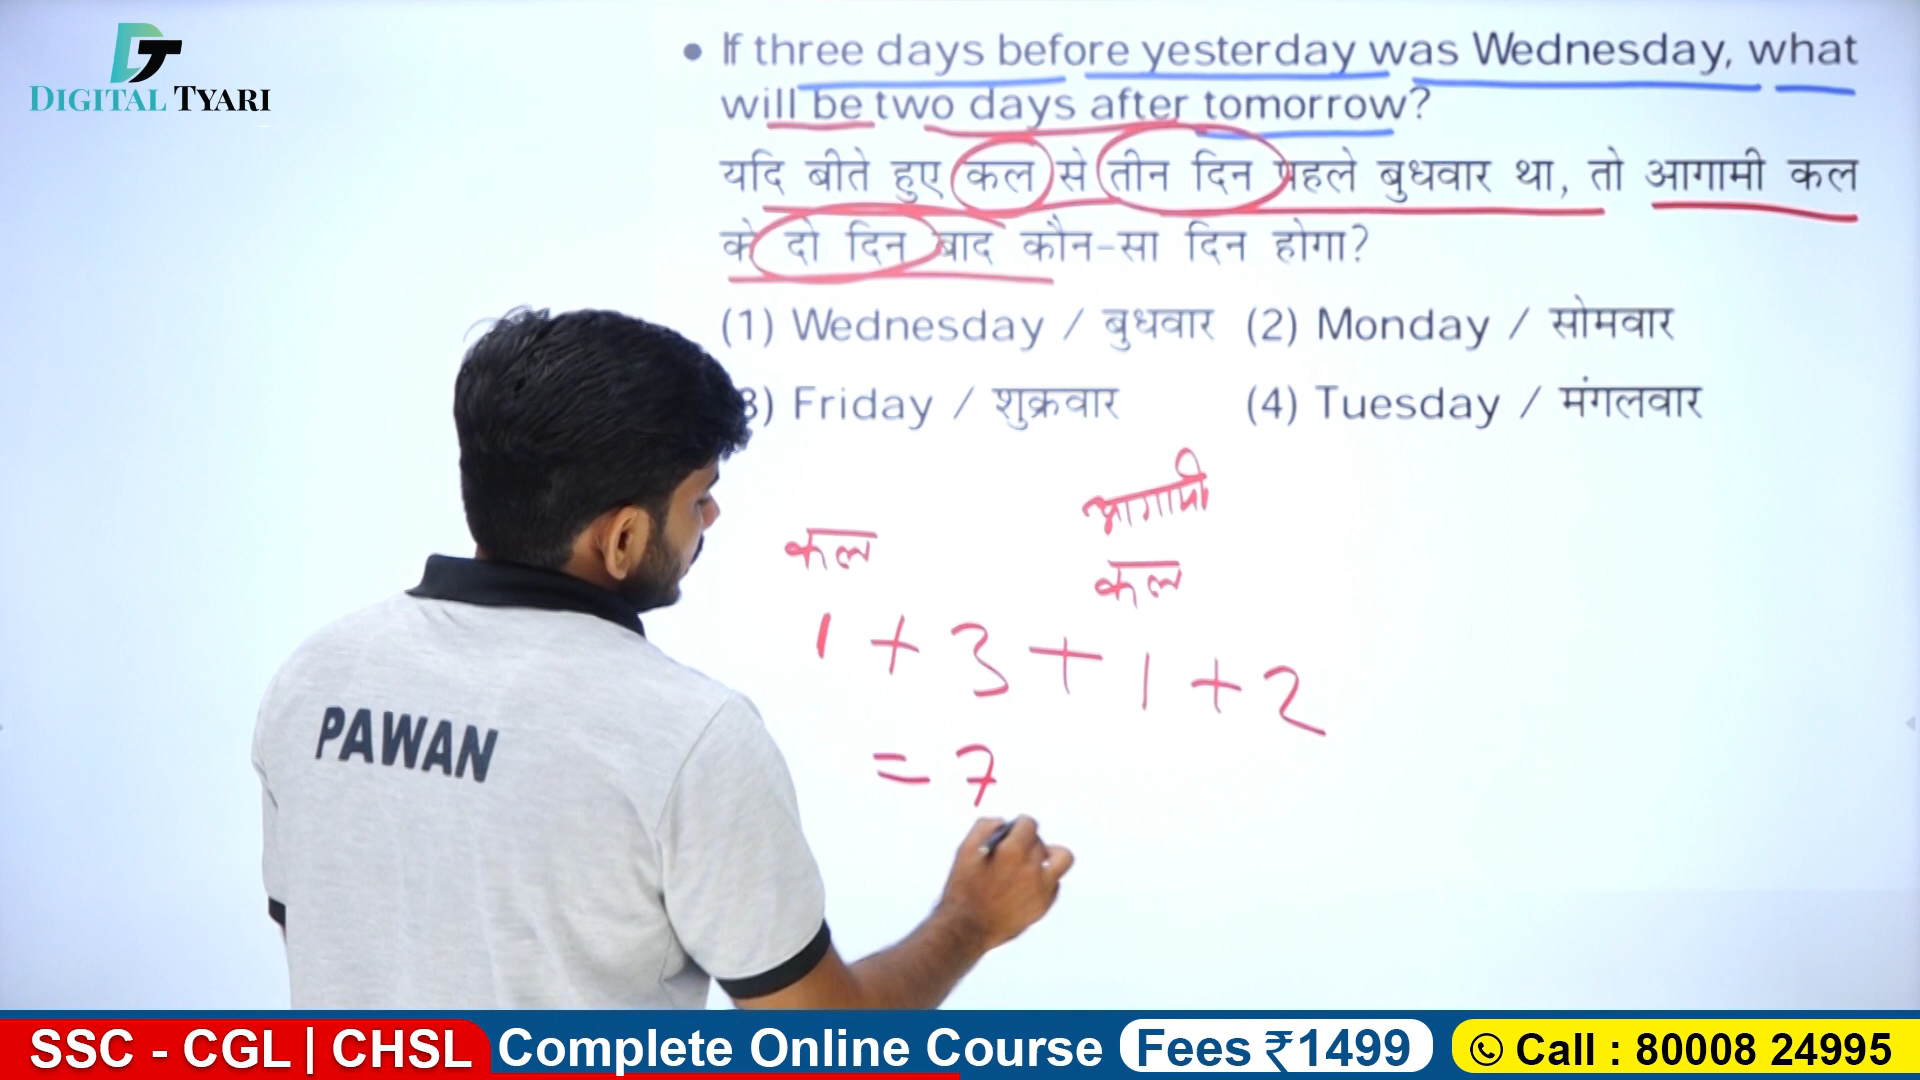 DT
DIGITAL TYARI
• If three days before yesterday was Wednesday, what
will be two days after tomorrow?
यदि बीते हुए कल से तीन दिन पहले बुधवार था, तो आगामी कल
के दो दिन बाद कौन-सा दिन होगा?
(1) Wednesday / बुधवार (2) Monday / सोमवार
3) Friday / शुक्रवार (4) Tuesday / मंगलवार
आगामी
कल कल
1 + 3 + 1 + 2
= 7
PAWAN
SSC - CGL | CHSL Complete Online Course Fees ₹1499 Call : 80008 24995